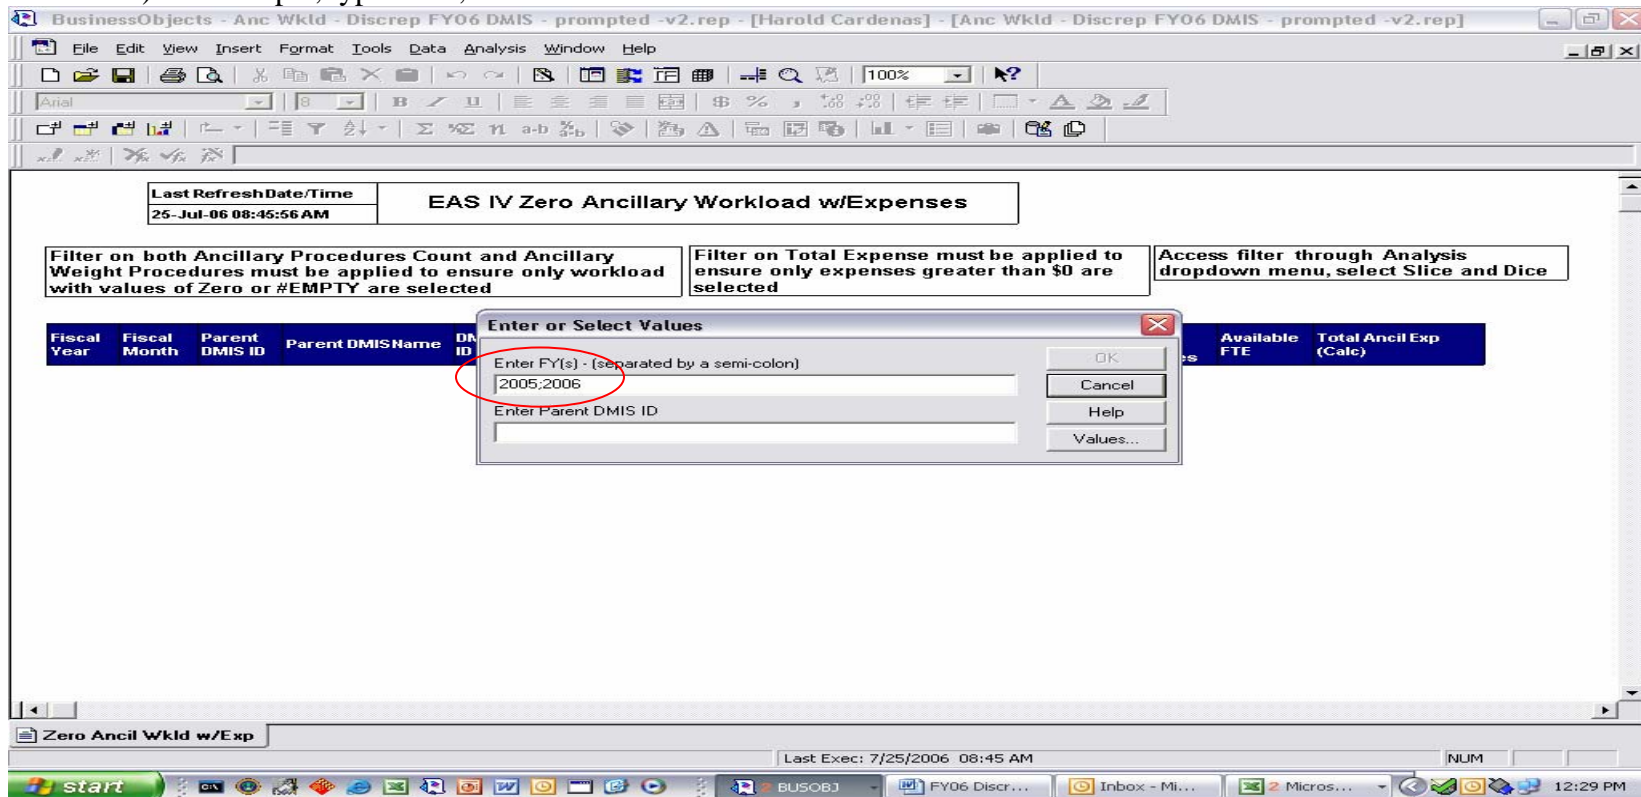 BusinessObjects - Anc Wkld - Discrep FY06 DMIS - prompted -v2.rep - [Harold Cardenas] - [Anc Wkld - Discrep FY06 DMIS - prompted -v2.rep]
File Edit View Insert Format Tools Data Analysis Window Help
100%
Arial 8 B U $ %
Σ a-b
Last Refresh Date/Time
25-Jul-06 08:45:56 AM
EAS IV Zero Ancillary Workload w/Expenses
Filter on both Ancillary Procedures Count and Ancillary
Weight Procedures must be applied to ensure only workload
with values of Zero or #EMPTY are selected
Filter on Total Expense must be applied to
ensure only expenses greater than $0 are
selected
Access filter through Analysis
dropdown menu, select Slice and Dice
Fiscal Year
Fiscal Month
Parent DMIS ID
Parent DMIS Name
ID
Available FTE
Total Ancil Exp (Calc)
Enter or Select Values
Enter FY(s) - (separated by a semi-colon)
2005;2006
Enter Parent DMIS ID
OK
Cancel
Help
Values...
Zero Ancil Wkld w/Exp
Last Exec: 7/25/2006 08:45 AM
NUM
start
2 BUSOBJ
FY06 Discr...
Inbox - Mi...
2 Micros...
12:29 PM